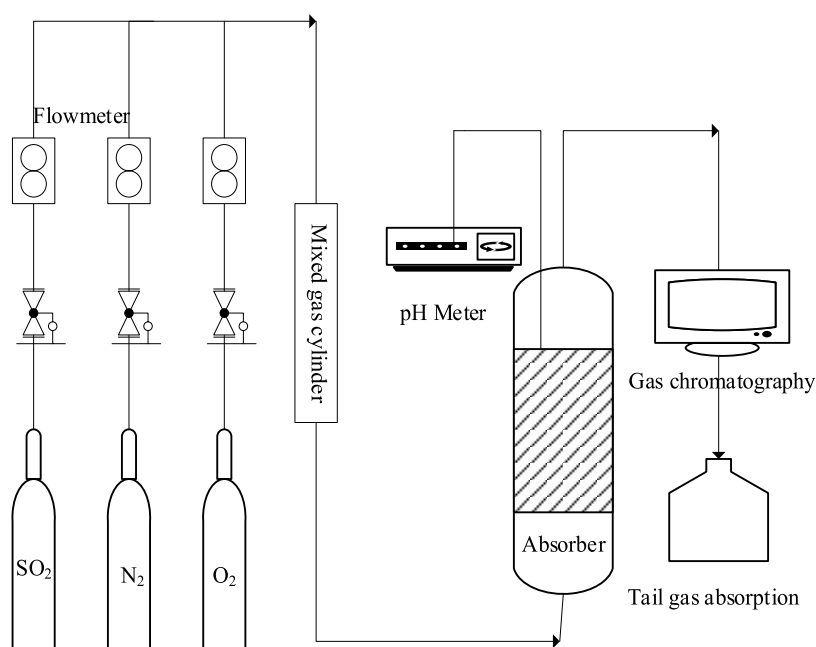 Flowmeter
Mixed gas cylinder
pH Meter
Gas chromatography
Absorber
SO₂
N₂
O₂
Tail gas absorption